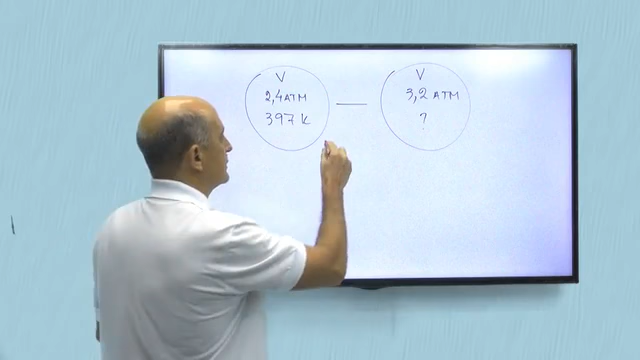 V
2,4 ATM
397 K
V
3,2 ATM
?